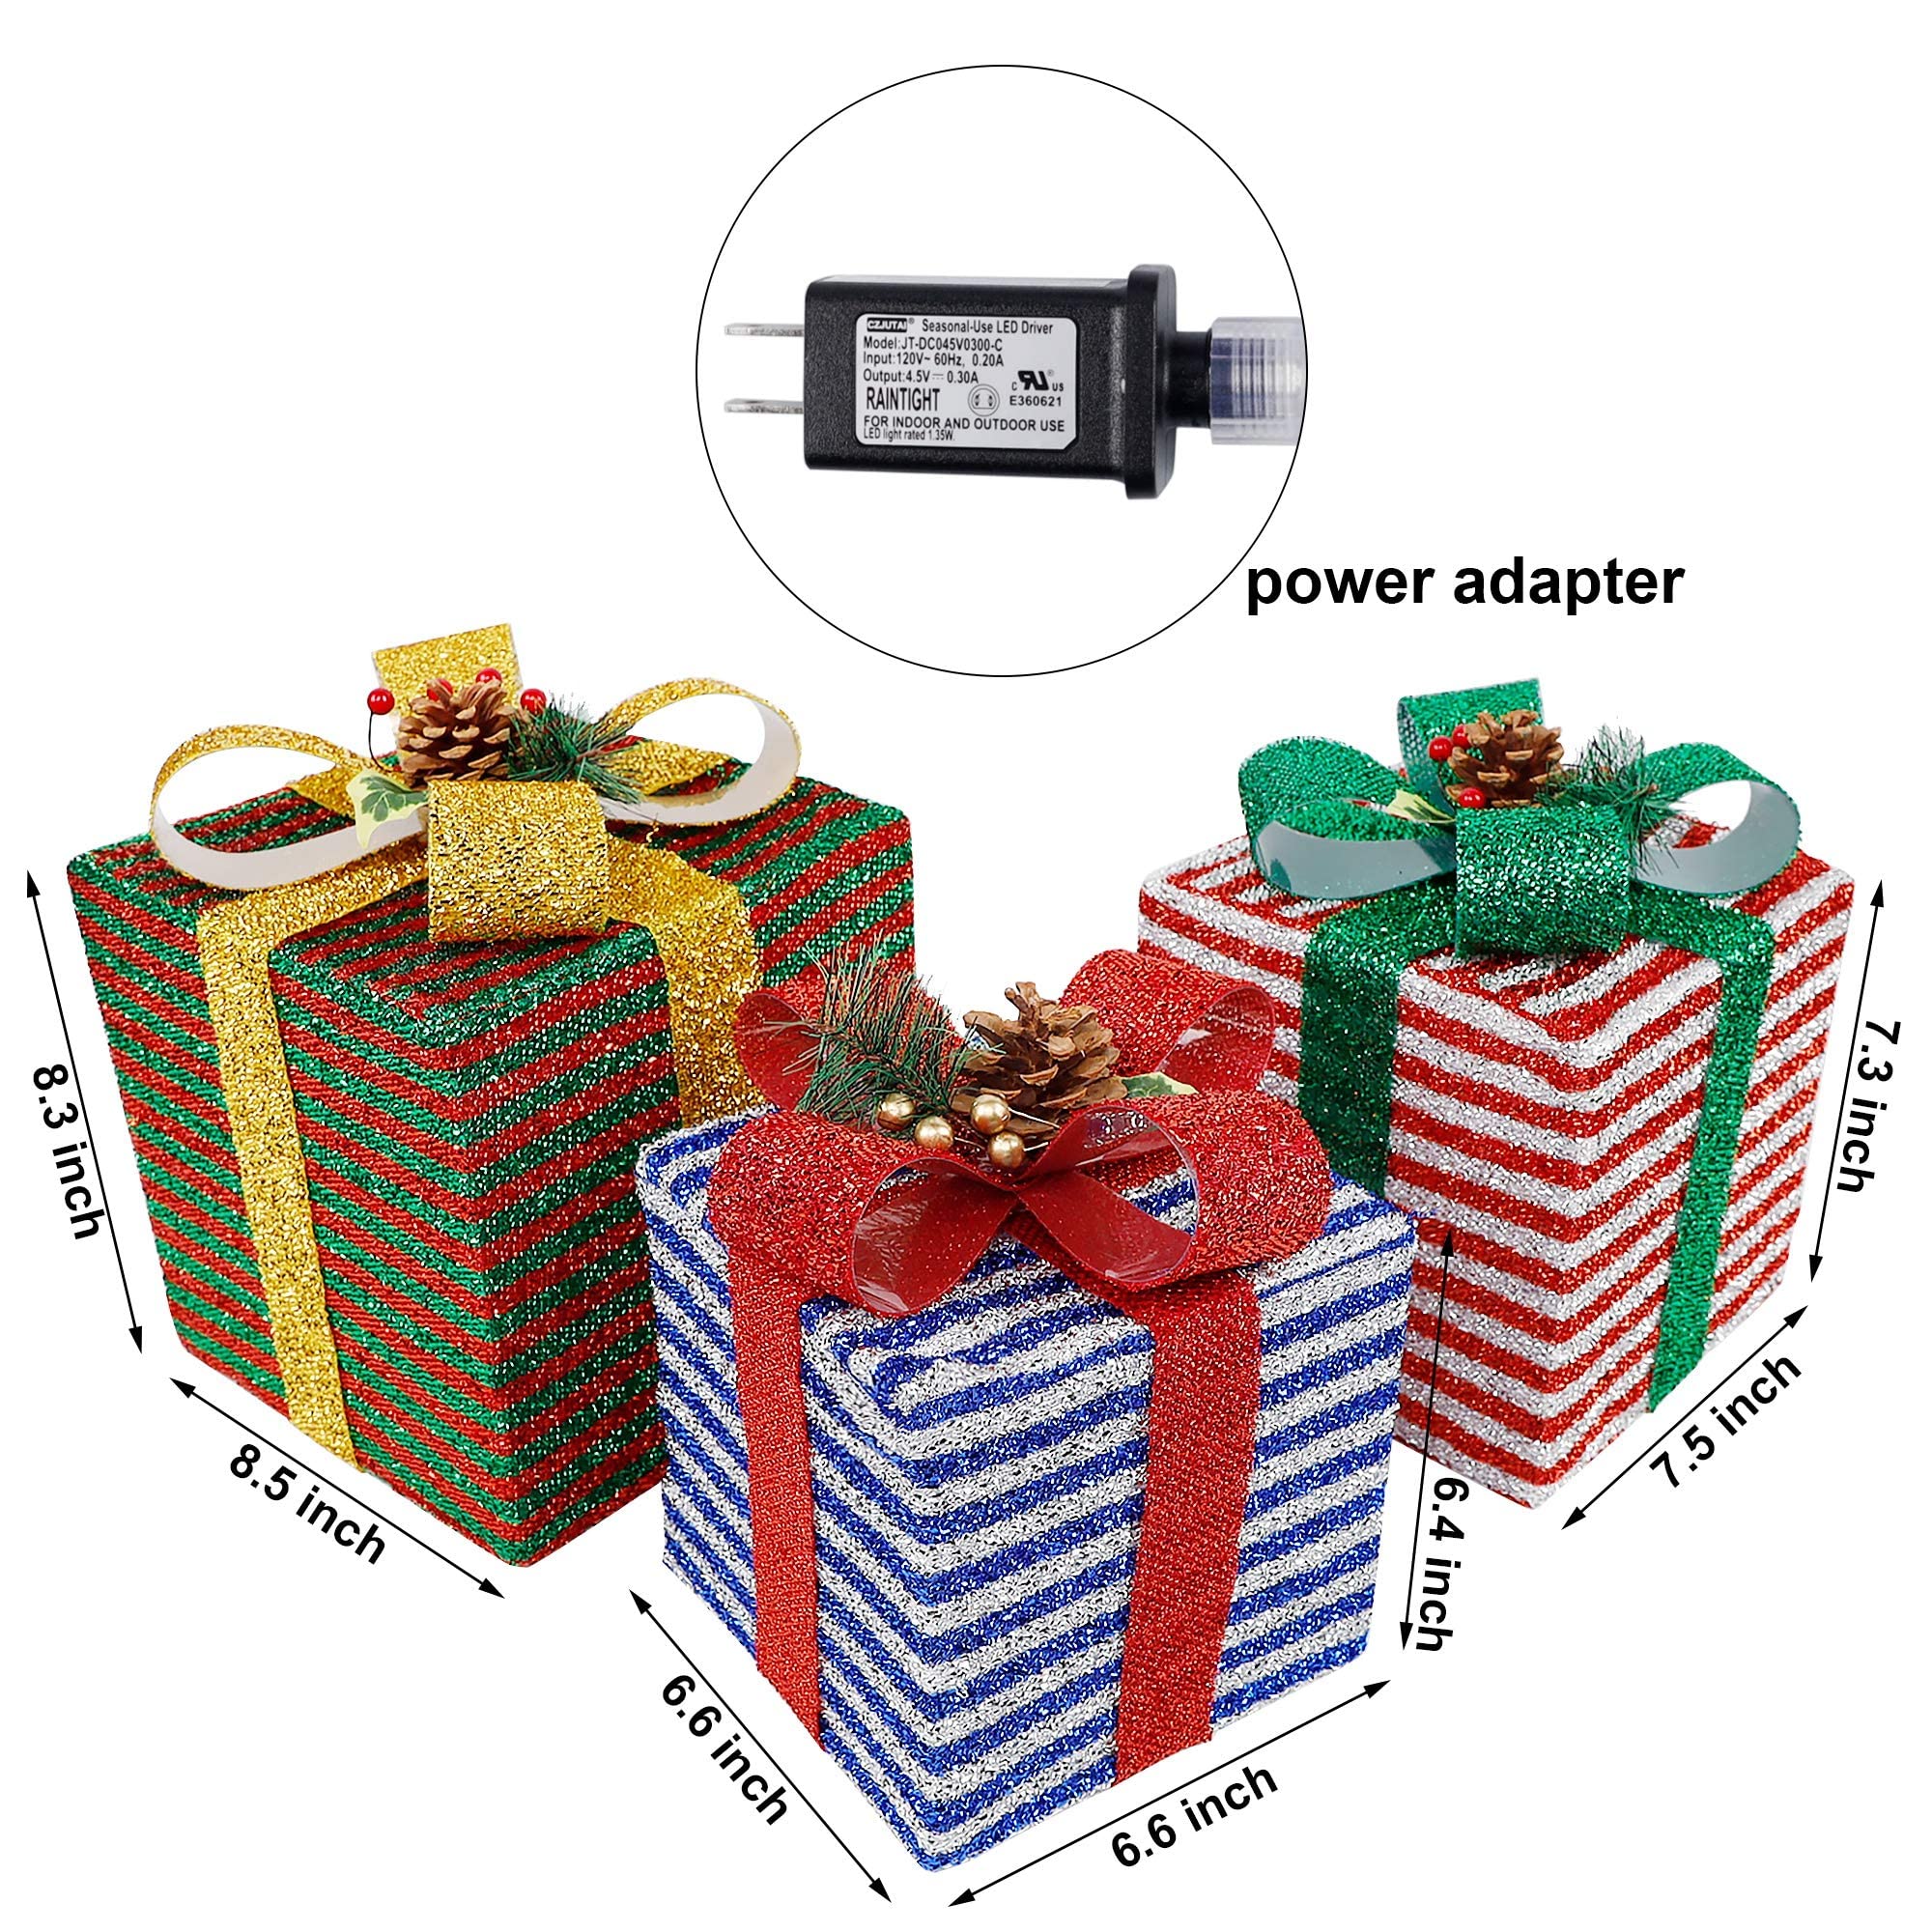 CZJUTAI® Seasonal-Use LED Driver
Model:JT-DC045V0300-C
Input:120V~ 60Hz, 0.20A
Output:4.5V⎓0.30A
RAINTIGHT
C US
E360621
FOR INDOOR AND OUTDOOR USE
LED light rated 1.35W.
power adapter
8.3 inch
8.5 inch
6.6 inch
6.6 inch
6.4 inch
7.5 inch
7.3 inch